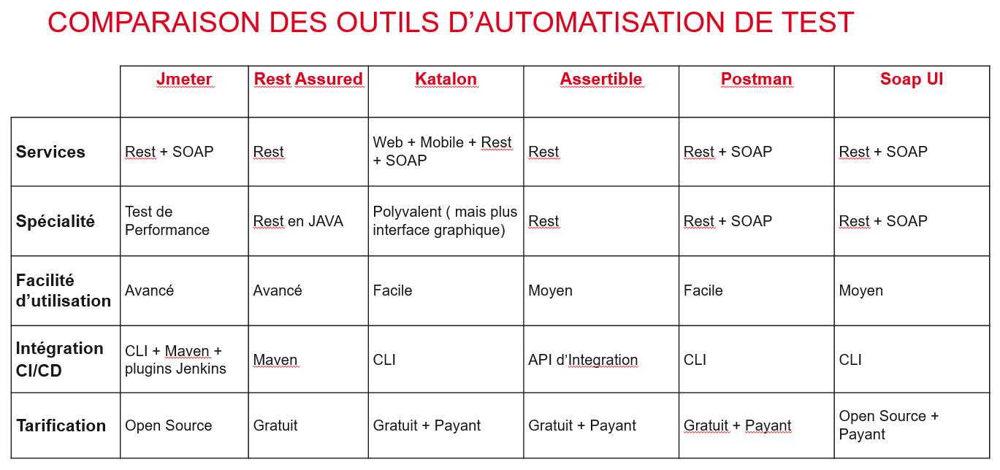 COMPARAISON DES OUTILS D’AUTOMATISATION DE TEST
Jmeter Rest Assured Katalon Assertible Postman Soap UI
Services
Rest + SOAP
Rest
Web + Mobile + Rest
+ SOAP
Rest
Rest + SOAP
Rest + SOAP
Spécialité
Test de
Performance
Rest en JAVA
Polyvalent ( mais plus
interface graphique)
Rest
Rest + SOAP
Rest + SOAP
Facilité
d’utilisation
Avancé
Avancé
Facile
Moyen
Facile
Moyen
Intégration
CI/CD
CLI + Maven +
plugins Jenkins
Maven
CLI
API d’Integration
CLI
CLI
Tarification
Open Source
Gratuit
Gratuit + Payant
Gratuit + Payant
Gratuit + Payant
Open Source +
Payant